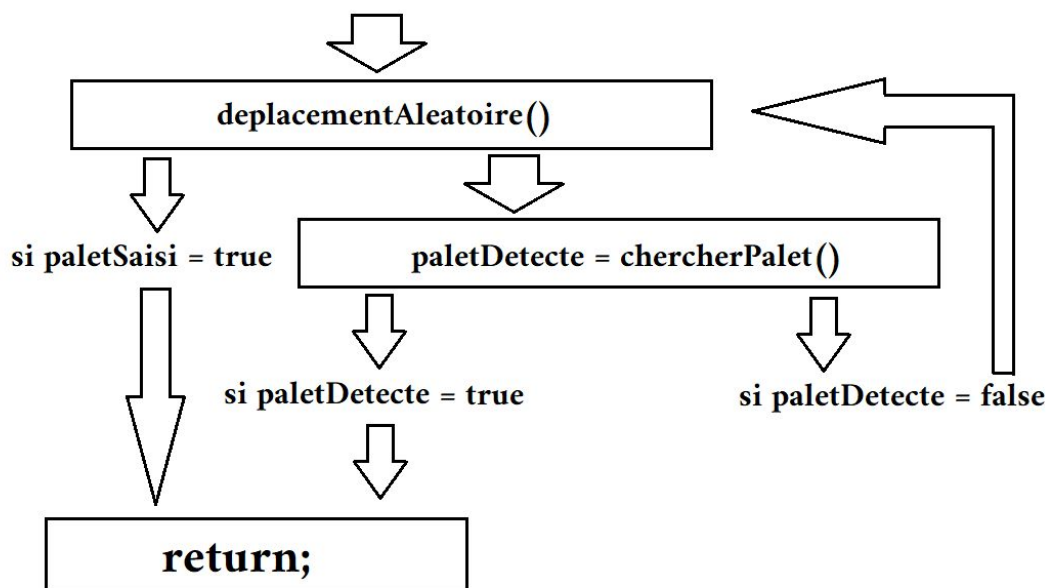 deplacementAleatoire()
si paletSaisi = true
paletDetecte = chercherPalet()
si paletDetecte = true
si paletDetecte = false
return;